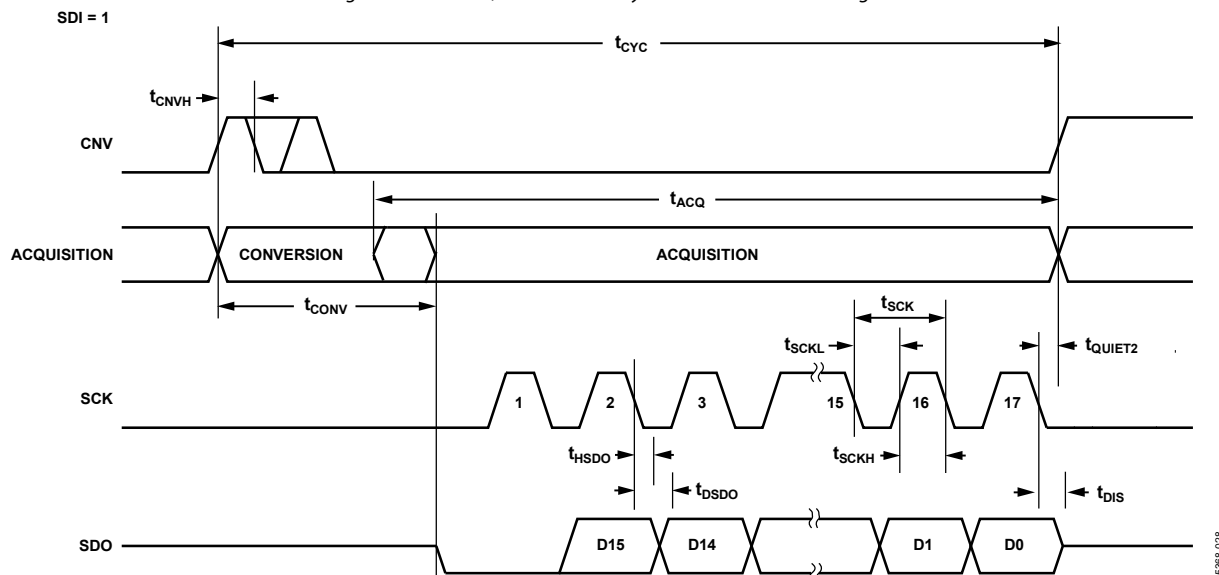 SDI = 1
tCYC
tCNVH
CNV
tACQ
ACQUISITION
CONVERSION
ACQUISITION
tCONV
tSCK
tSCKL
tQUIET2
SCK
1
2
3
15
16
17
tHSDO
tSCKH
tDSDO
tDIS
SDO
D15
D14
D1
D0